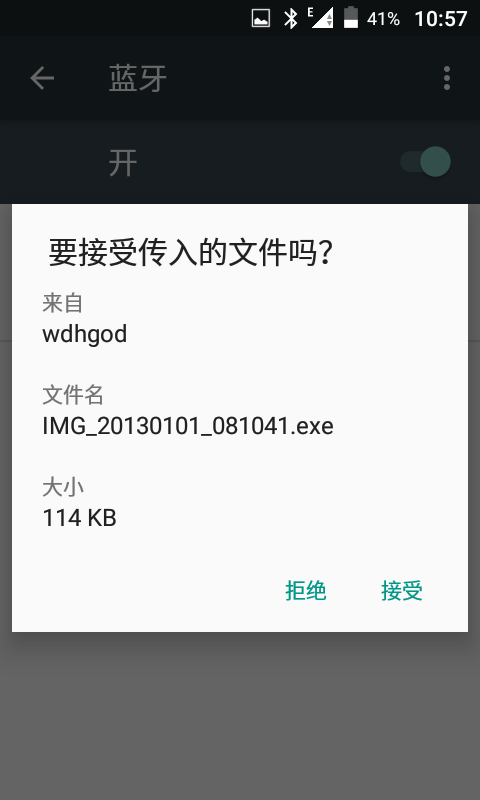 E 41% 10:57
蓝牙
开
要接受传入的文件吗?
来自
wdhgod
文件名
IMG_20130101_081041.exe
大小
114 KB
拒绝 接受